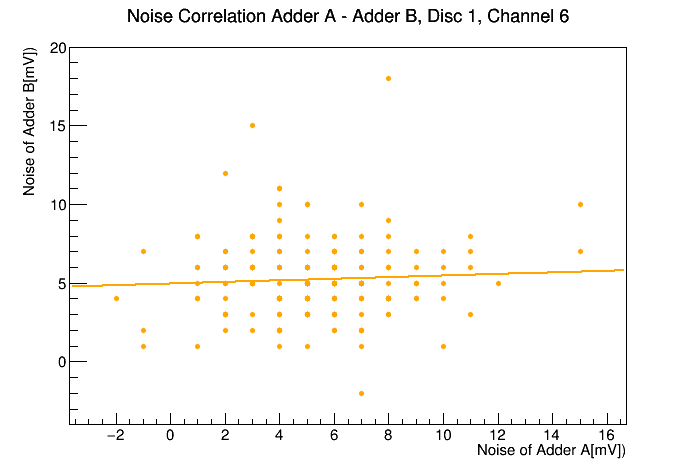 Noise Correlation Adder A - Adder B, Disc 1, Channel 6
Noise of Adder B[mV])
20
15
10
5
0
−2 0 2 4 6 8 10 12 14 16
Noise of Adder A[mV])